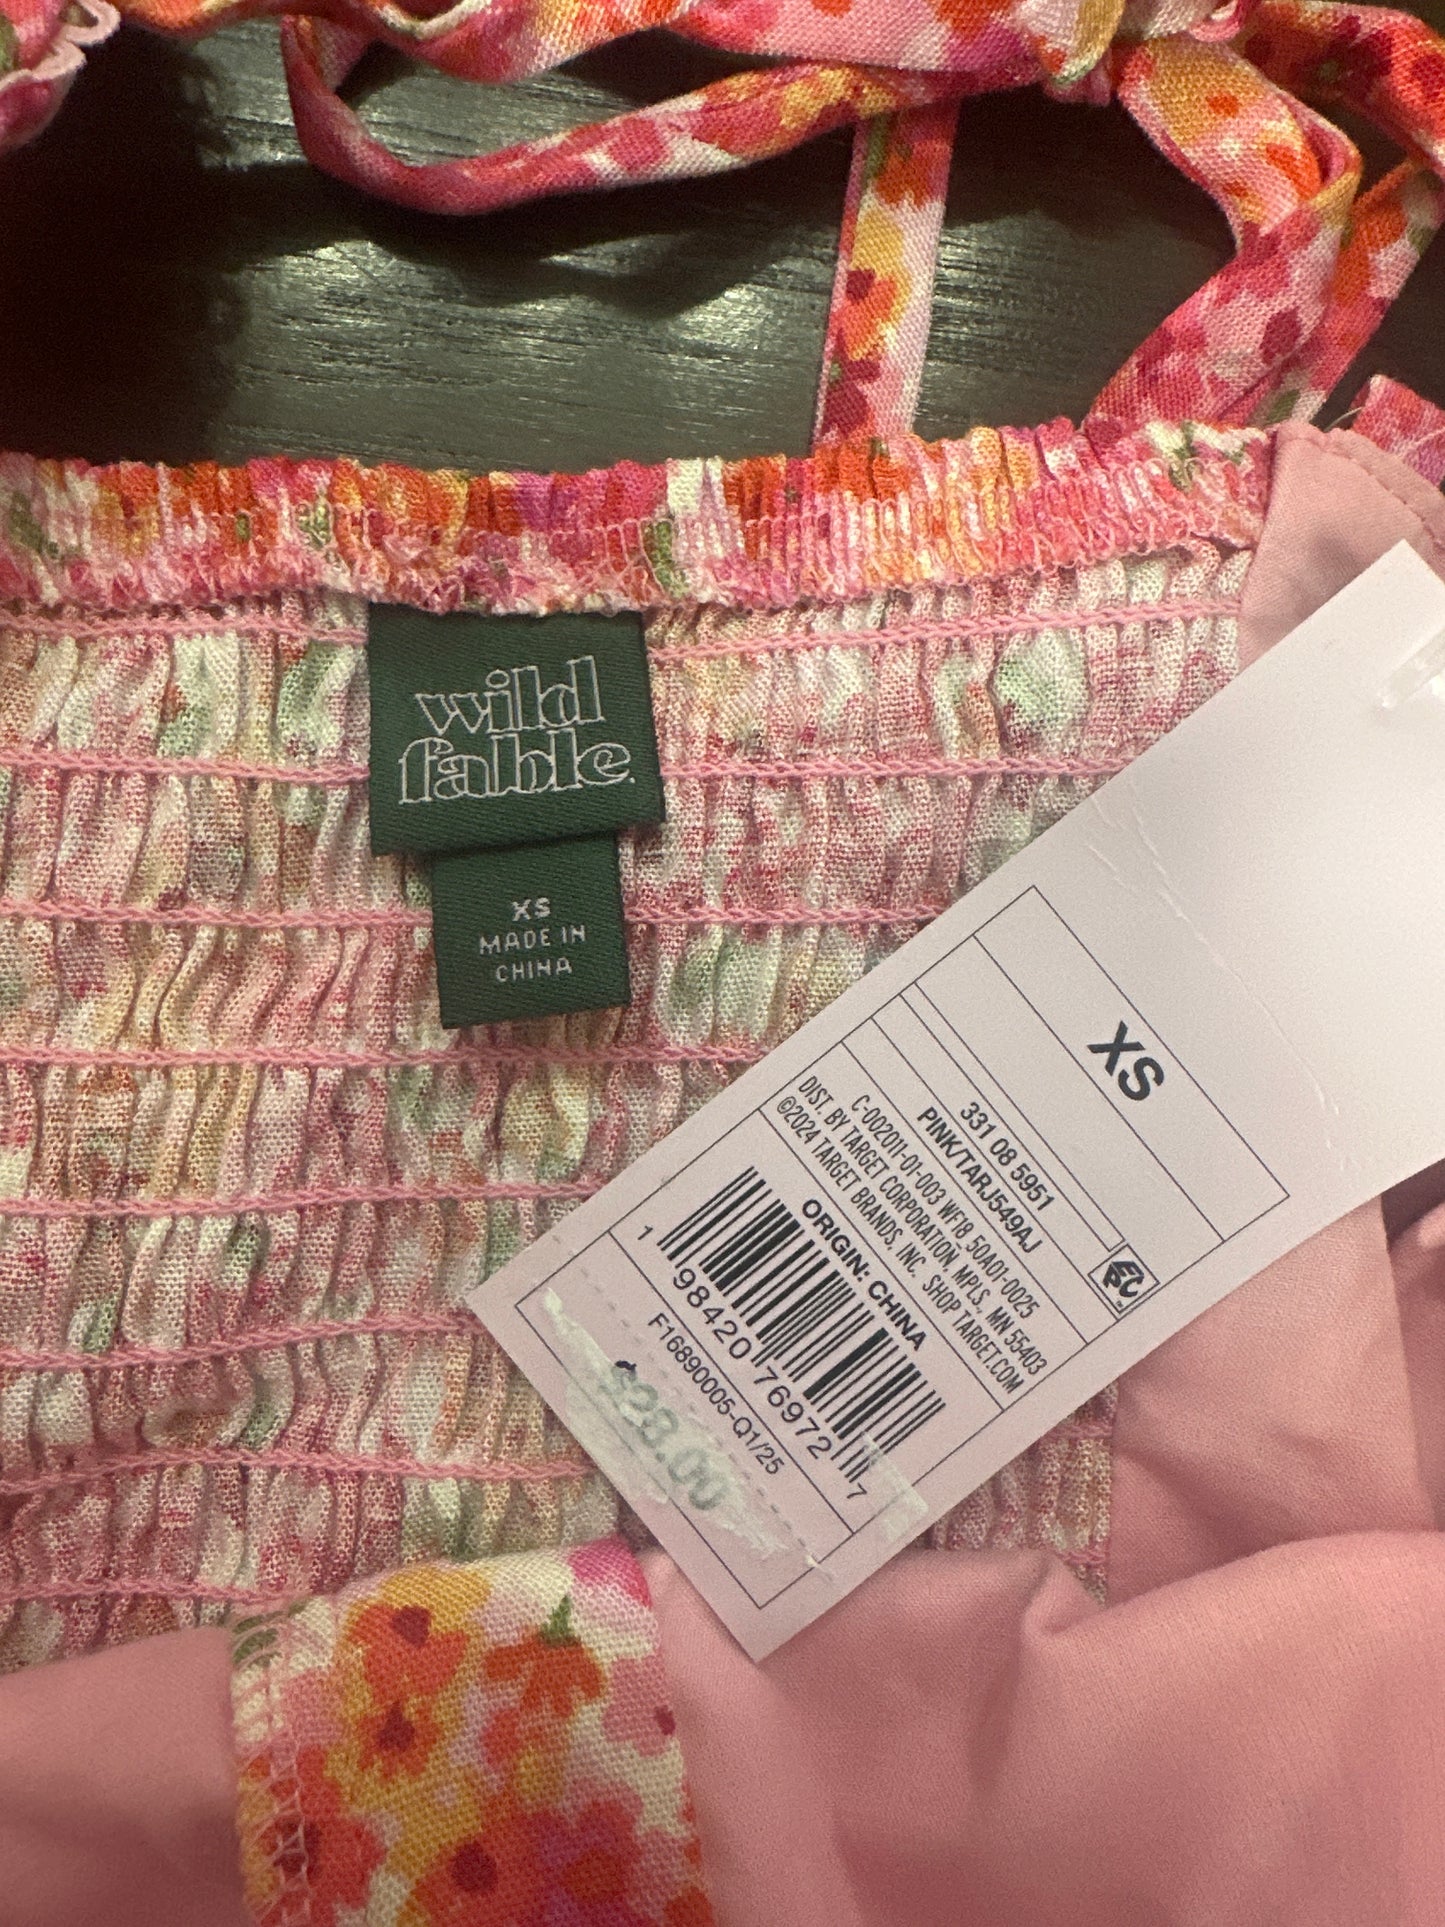 wild
fable.
XS
MADE IN
CHINA
XS
331 08 5951
PINK/TARJ549AJ
C-002011-01-003 WF18 50A01-0025
DIST. BY TARGET CORPORATION, MPLS, MN 55403
©2024 TARGET BRANDS, INC. SHOP TARGET.COM
ORIGIN: CHINA
1 98420 76972 7
F16890005-Q1/25
$28.00